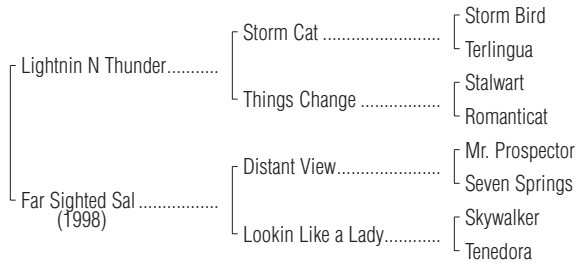 Storm Bird
Storm Cat ........................
Terlingua
Lightnin N Thunder...........
Stalwart
Things Change ................
Romanticat
Mr. Prospector
Distant View.....................
Seven Springs
Far Sighted Sal ................
(1998)
Skywalker
Lookin Like a Lady............
Tenedora